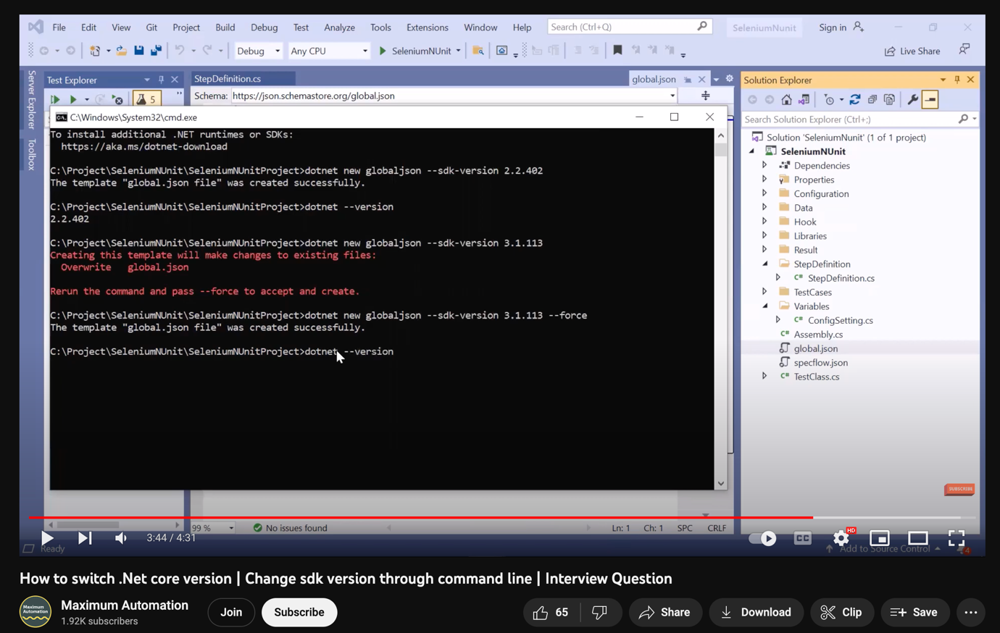 File Edit View Git Project Build Debug Test Analyze Tools Extensions Window Help Search (Ctrl+Q) SeleniumNunit Sign in
Debug Any CPU SeleniumNUnit Live Share
Server Explorer
Toolbox
Test Explorer
5
StepDefinition.cs global.json
Schema: https://json.schemastore.org/global.json
C:\Windows\System32\cmd.exe
To install additional .NET runtimes or SDKs:
https://aka.ms/dotnet-download
C:\Project\SeleniumNUnit\SeleniumNUnitProject>dotnet new globaljson --sdk-version 2.2.402
The template "global.json file" was created successfully.
C:\Project\SeleniumNUnit\SeleniumNUnitProject>dotnet --version
2.2.402
C:\Project\SeleniumNUnit\SeleniumNUnitProject>dotnet new globaljson --sdk-version 3.1.113
Creating this template will make changes to existing files:
Overwrite global.json
Rerun the command and pass --force to accept and create.
C:\Project\SeleniumNUnit\SeleniumNUnitProject>dotnet new globaljson --sdk-version 3.1.113 --force
The template "global.json file" was created successfully.
C:\Project\SeleniumNUnit\SeleniumNUnitProject>dotnet --version
Solution Explorer
Search Solution Explorer (Ctrl+;)
Solution 'SeleniumNunit' (1 of 1 project)
SeleniumNUnit
Dependencies
Properties
Configuration
Data
Hook
Libraries
Result
StepDefinition
C# StepDefinition.cs
TestCases
Variables
C# ConfigSetting.cs
C# Assembly.cs
global.json
specflow.json
C# TestClass.cs
SUBSCRIBE
99 % No issues found Ln: 1 Ch: 1 SPC CRLF
3:44 / 4:31 CC HD
Ready Add to Source Control 4
How to switch .Net core version | Change sdk version through command line | Interview Question
Maximum Automation
Maximum Automation
1.92K subscribers
Join Subscribe 65 Share Download Clip Save